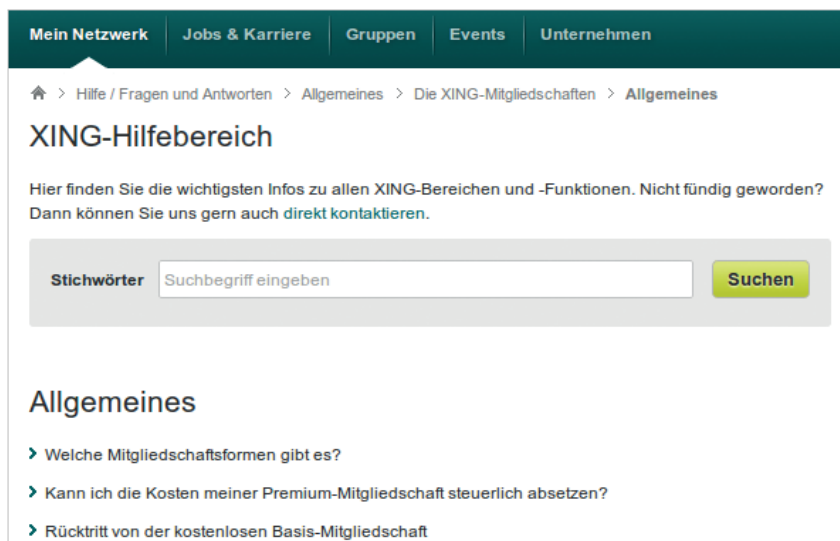 Mein Netzwerk Jobs & Karriere Gruppen Events Unternehmen
> Hilfe / Fragen und Antworten > Allgemeines > Die XING-Mitgliedschaften > Allgemeines
XING-Hilfebereich
Hier finden Sie die wichtigsten Infos zu allen XING-Bereichen und -Funktionen. Nicht fündig geworden?
Dann können Sie uns gern auch direkt kontaktieren.
Stichwörter Suchbegriff eingeben Suchen
Allgemeines
> Welche Mitgliedschaftsformen gibt es?
> Kann ich die Kosten meiner Premium-Mitgliedschaft steuerlich absetzen?
> Rücktritt von der kostenlosen Basis-Mitgliedschaft